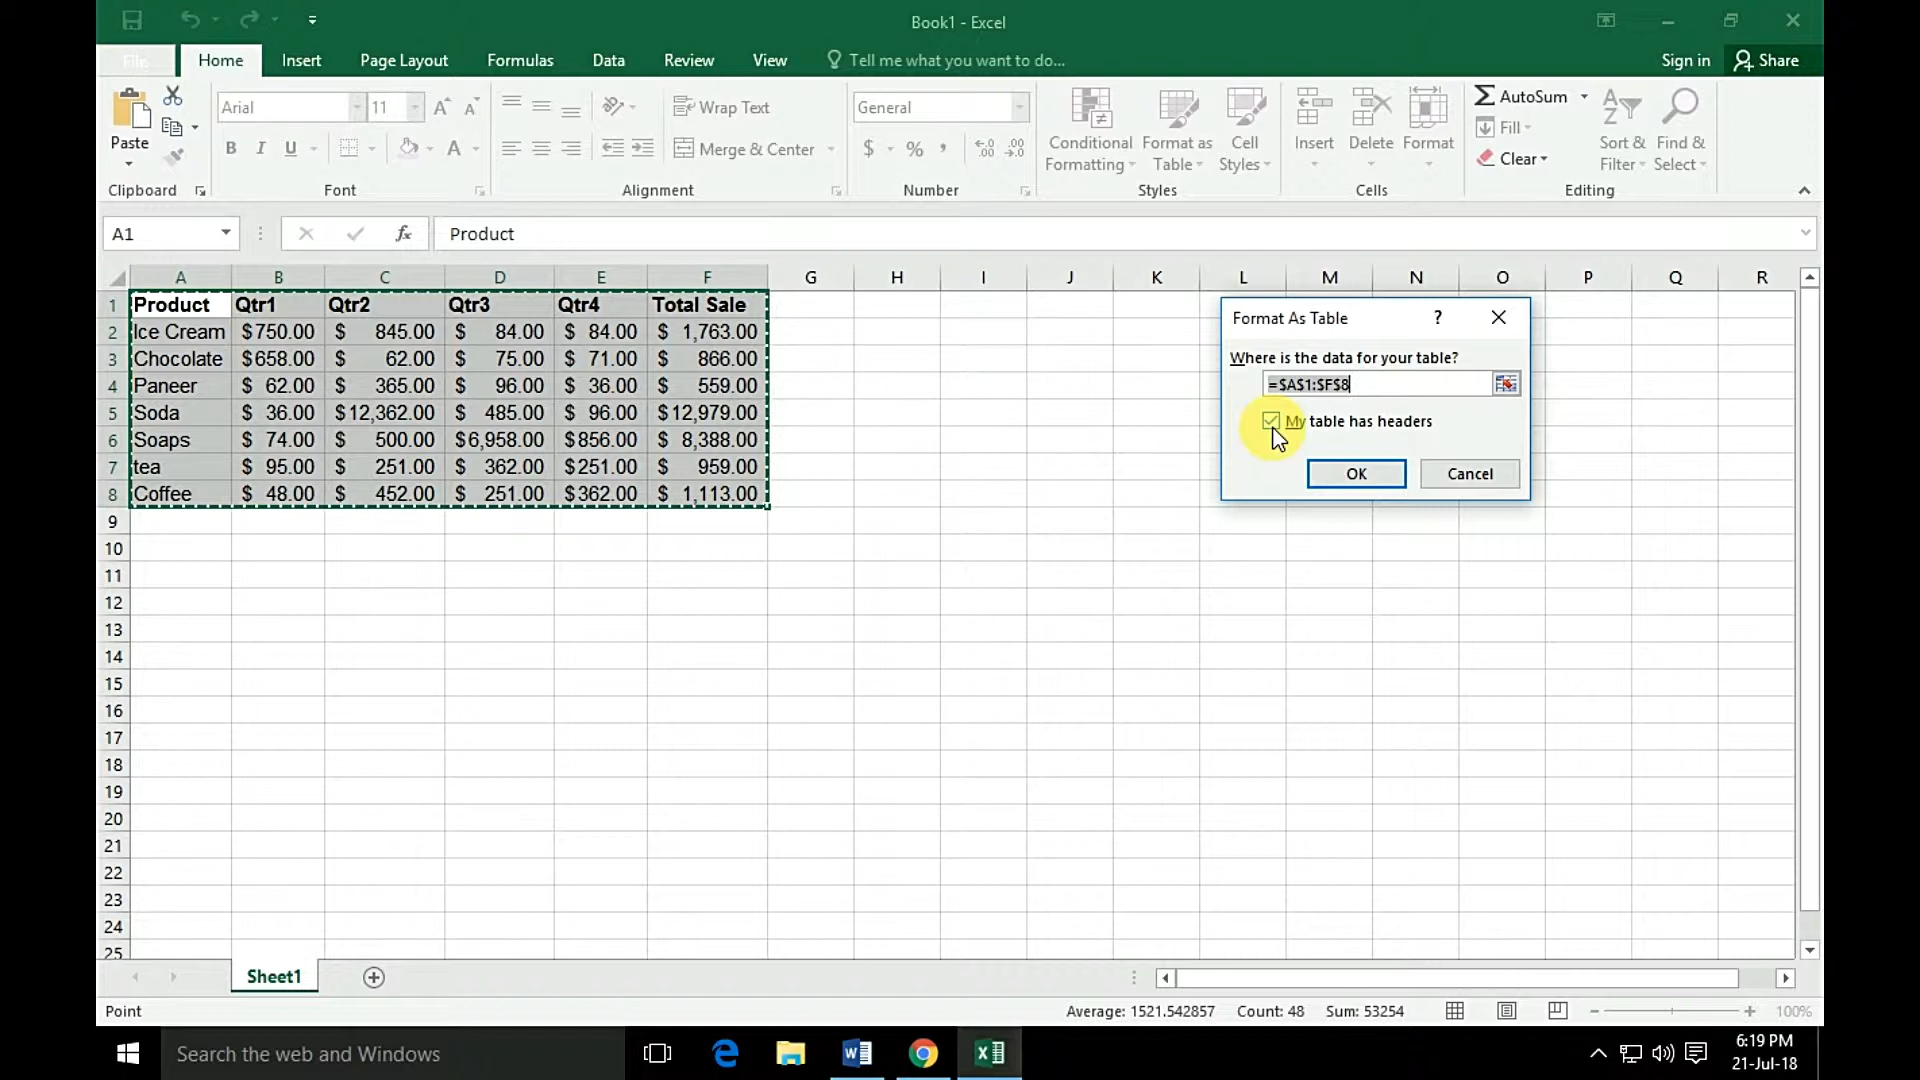 Book1 - Excel
File Home Insert Page Layout Formulas Data Review View Tell me what you want to do... Sign in Share
Paste Arial 11 A A Wrap Text General Conditional Formatting Format as Table Cell Styles Insert Delete Format AutoSum Sort & Filter Find & Select
B I U A Merge & Center $ % , .00 .0 Fill
Clear
Clipboard Font Alignment Number Styles Cells Editing
A1 fx Product
A B C D E F G H I J K L M N O P Q R
1 Product Qtr1 Qtr2 Qtr3 Qtr4 Total Sale
2 Ice Cream $750.00 $ 845.00 $ 84.00 $ 84.00 $ 1,763.00
3 Chocolate $658.00 $ 62.00 $ 75.00 $ 71.00 $ 866.00
4 Paneer $ 62.00 $ 365.00 $ 96.00 $ 36.00 $ 559.00
5 Soda $ 36.00 $12,362.00 $ 485.00 $ 96.00 $12,979.00
6 Soaps $ 74.00 $ 500.00 $6,958.00 $856.00 $ 8,388.00
7 tea $ 95.00 $ 251.00 $ 362.00 $251.00 $ 959.00
8 Coffee $ 48.00 $ 452.00 $ 251.00 $362.00 $ 1,113.00
9
10
11
12
13
14
15
16
17
18
19
20
21
22
23
24
25
Format As Table ?
Where is the data for your table?
=$A$1:$F$8
My table has headers
OK Cancel
Sheet1
Point Average: 1521.542857 Count: 48 Sum: 53254 100%
Search the web and Windows 6:19 PM
21-Jul-18